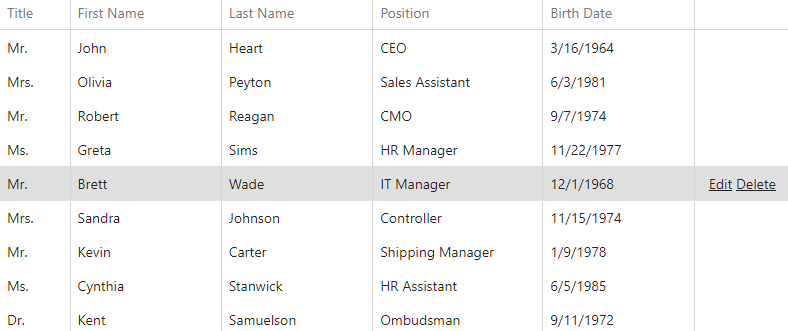 Title First Name Last Name Position Birth Date
Mr. John Heart CEO 3/16/1964
Mrs. Olivia Peyton Sales Assistant 6/3/1981
Mr. Robert Reagan CMO 9/7/1974
Ms. Greta Sims HR Manager 11/22/1977
Mr. Brett Wade IT Manager 12/1/1968 Edit Delete
Mrs. Sandra Johnson Controller 11/15/1974
Mr. Kevin Carter Shipping Manager 1/9/1978
Ms. Cynthia Stanwick HR Assistant 6/5/1985
Dr. Kent Samuelson Ombudsman 9/11/1972